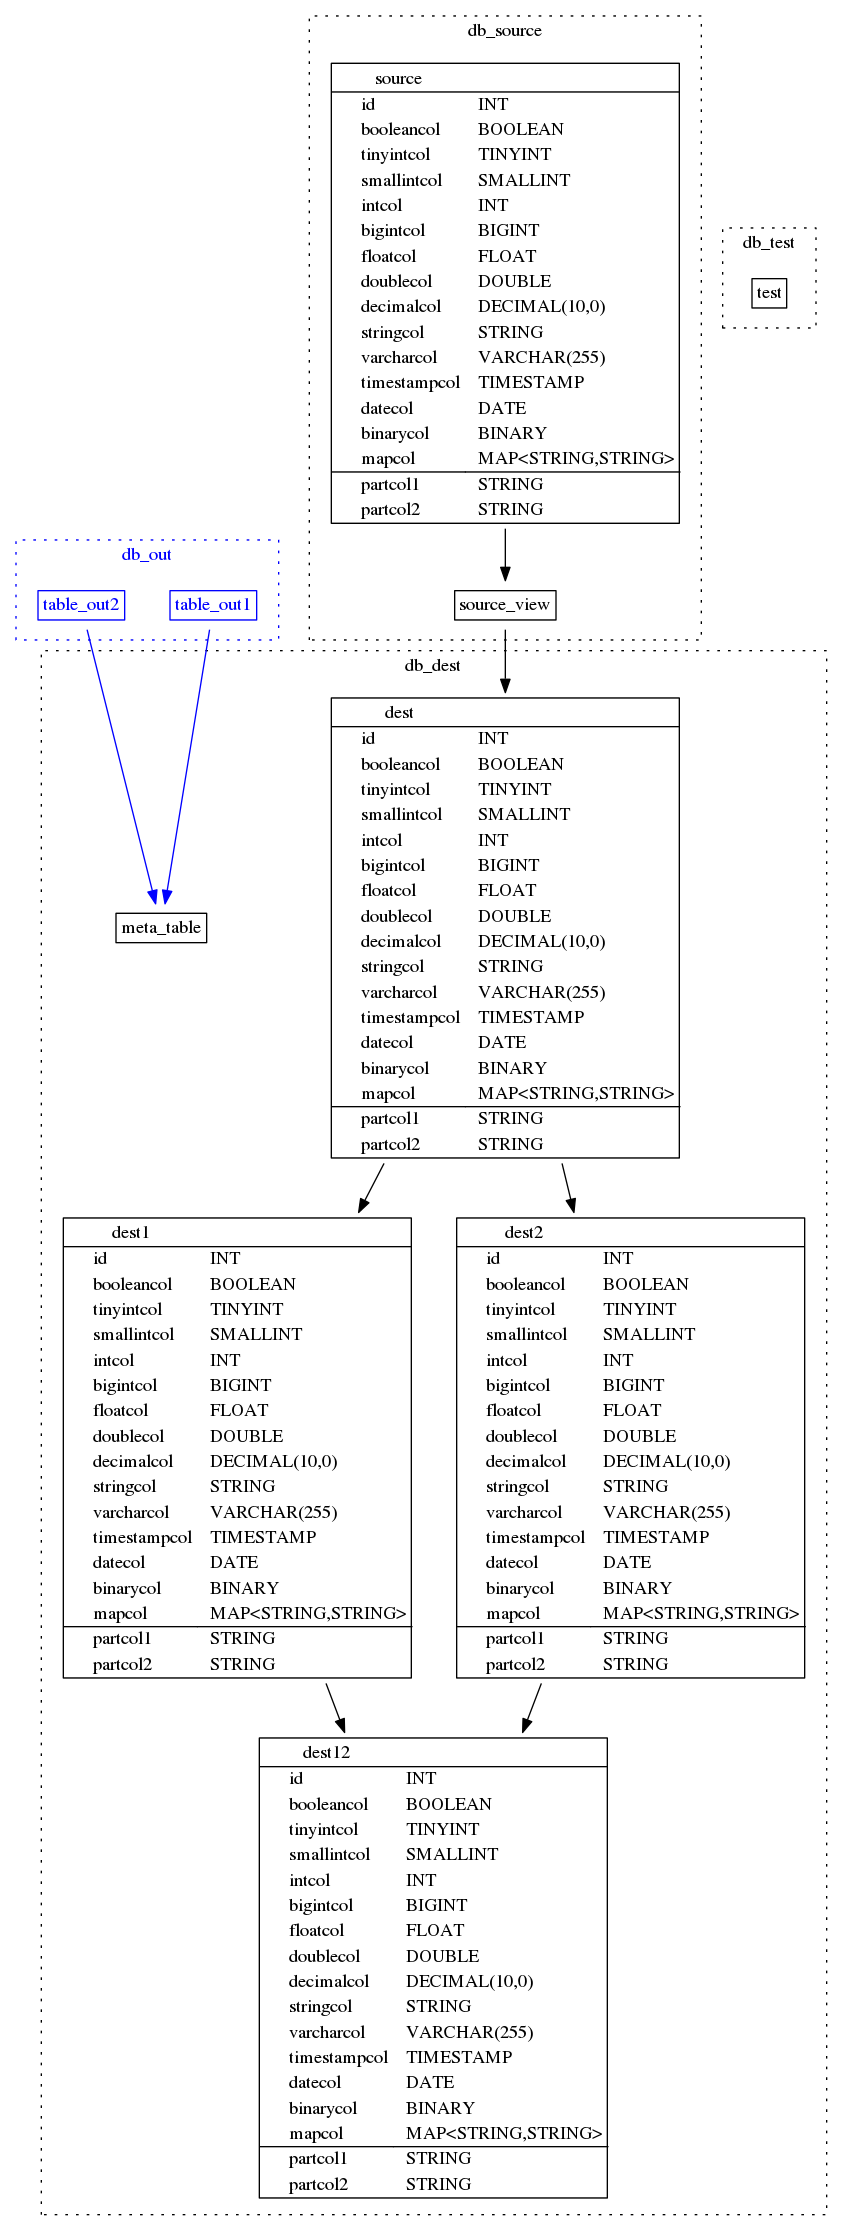 db_source
source
id INT
booleancol BOOLEAN
tinyintcol TINYINT
smallintcol SMALLINT
intcol INT
bigintcol BIGINT
floatcol FLOAT
doublecol DOUBLE
decimalcol DECIMAL(10,0)
stringcol STRING
varcharcol VARCHAR(255)
timestampcol TIMESTAMP
datecol DATE
binarycol BINARY
mapcol MAP<STRING,STRING>
partcol1 STRING
partcol2 STRING
source_view
db_test
test
db_out
table_out2
table_out1
db_dest
meta_table
dest
id INT
booleancol BOOLEAN
tinyintcol TINYINT
smallintcol SMALLINT
intcol INT
bigintcol BIGINT
floatcol FLOAT
doublecol DOUBLE
decimalcol DECIMAL(10,0)
stringcol STRING
varcharcol VARCHAR(255)
timestampcol TIMESTAMP
datecol DATE
binarycol BINARY
mapcol MAP<STRING,STRING>
partcol1 STRING
partcol2 STRING
dest1
id INT
booleancol BOOLEAN
tinyintcol TINYINT
smallintcol SMALLINT
intcol INT
bigintcol BIGINT
floatcol FLOAT
doublecol DOUBLE
decimalcol DECIMAL(10,0)
stringcol STRING
varcharcol VARCHAR(255)
timestampcol TIMESTAMP
datecol DATE
binarycol BINARY
mapcol MAP<STRING,STRING>
partcol1 STRING
partcol2 STRING
dest2
id INT
booleancol BOOLEAN
tinyintcol TINYINT
smallintcol SMALLINT
intcol INT
bigintcol BIGINT
floatcol FLOAT
doublecol DOUBLE
decimalcol DECIMAL(10,0)
stringcol STRING
varcharcol VARCHAR(255)
timestampcol TIMESTAMP
datecol DATE
binarycol BINARY
mapcol MAP<STRING,STRING>
partcol1 STRING
partcol2 STRING
dest12
id INT
booleancol BOOLEAN
tinyintcol TINYINT
smallintcol SMALLINT
intcol INT
bigintcol BIGINT
floatcol FLOAT
doublecol DOUBLE
decimalcol DECIMAL(10,0)
stringcol STRING
varcharcol VARCHAR(255)
timestampcol TIMESTAMP
datecol DATE
binarycol BINARY
mapcol MAP<STRING,STRING>
partcol1 STRING
partcol2 STRING